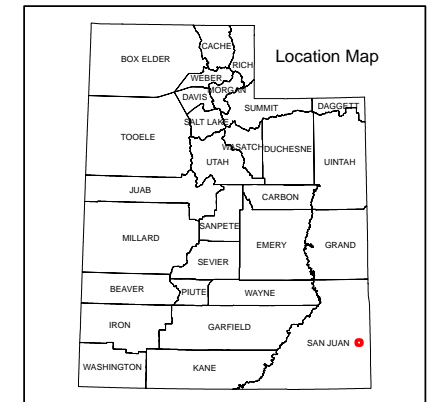 Location Map
CACHE
BOX ELDER
RICH
WEBER
MORGAN
DAVIS
DAGGETT
SUMMIT
SALT LAKE
TOOELE
WASATCH
DUCHESNE
UTAH
UINTAH
JUAB
CARBON
SANPETE
MILLARD
EMERY
GRAND
SEVIER
BEAVER
PIUTE
WAYNE
IRON
GARFIELD
SAN JUAN
WASHINGTON
KANE